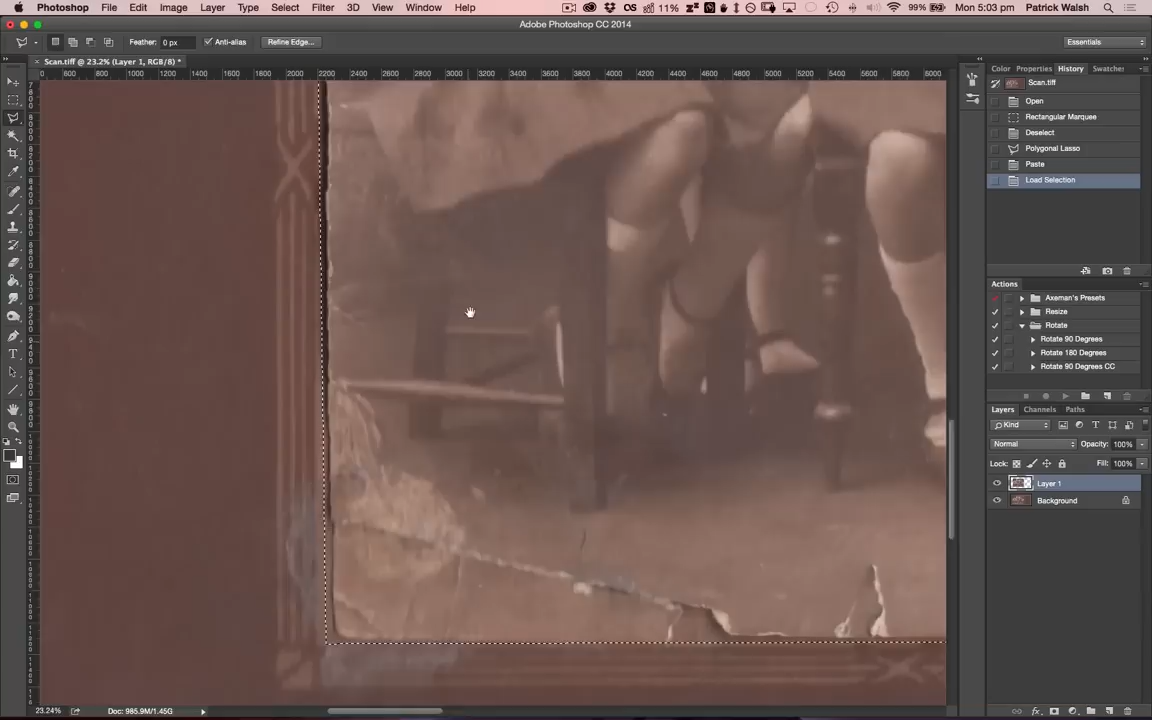 Photoshop File Edit Image Layer Type Select Filter 3D View Window Help 11% 99% Mon 5:03 pm Patrick Walsh
Adobe Photoshop CC 2014
Feather: 0 px Anti-alias Refine Edge... Essentials
Scan.tiff @ 23.2% (Layer 1, RGB/8) *
0 600 800 1000 1200 1400 1600 1800 2000 2200 2400 2600 2800 3000 3200 3400 3600 3800 4000 4200 4400 4600 4800 5000 5200 5400 5600 5800 6000
Color Properties History Swatches
Scan.tiff
Open
Rectangular Marquee
Deselect
Polygonal Lasso
Paste
Load Selection
Actions
Axeman's Presets
Resize
Rotate
Rotate 90 Degrees
Rotate 180 Degrees
Rotate 90 Degrees CC
Layers Channels Paths
Kind
Normal Opacity: 100%
Lock: Fill: 100%
Layer 1
Background
23.24% Doc: 985.9M/1.45G